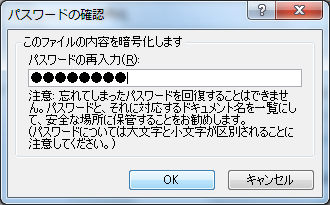 パスワードの確認
このファイルの内容を暗号化します
パスワードの再入力(R):
●●●●●●●●
注意: 忘れてしまったパスワードを回復することはできませ
ん。パスワードと、それに対応するドキュメント名を一覧にし
て、安全な場所に保管することをお勧めします。
(パスワードについては大文字と小文字が区別されることに
注意してください。)
OK
キャンセル